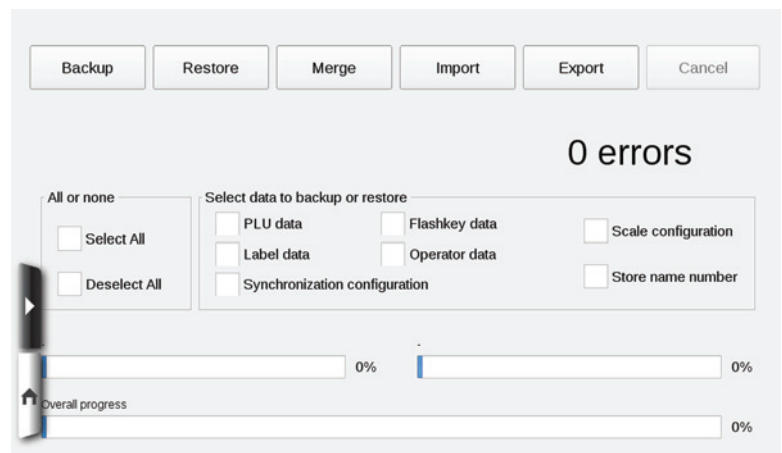 Backup Restore Merge Import Export Cancel
0 errors
All or none
Select All
Deselect All
Select data to backup or restore
PLU data Flashkey data Scale configuration
Label data Operator data
Synchronization configuration Store name number
- -
0% 0%
Overall progress
0%